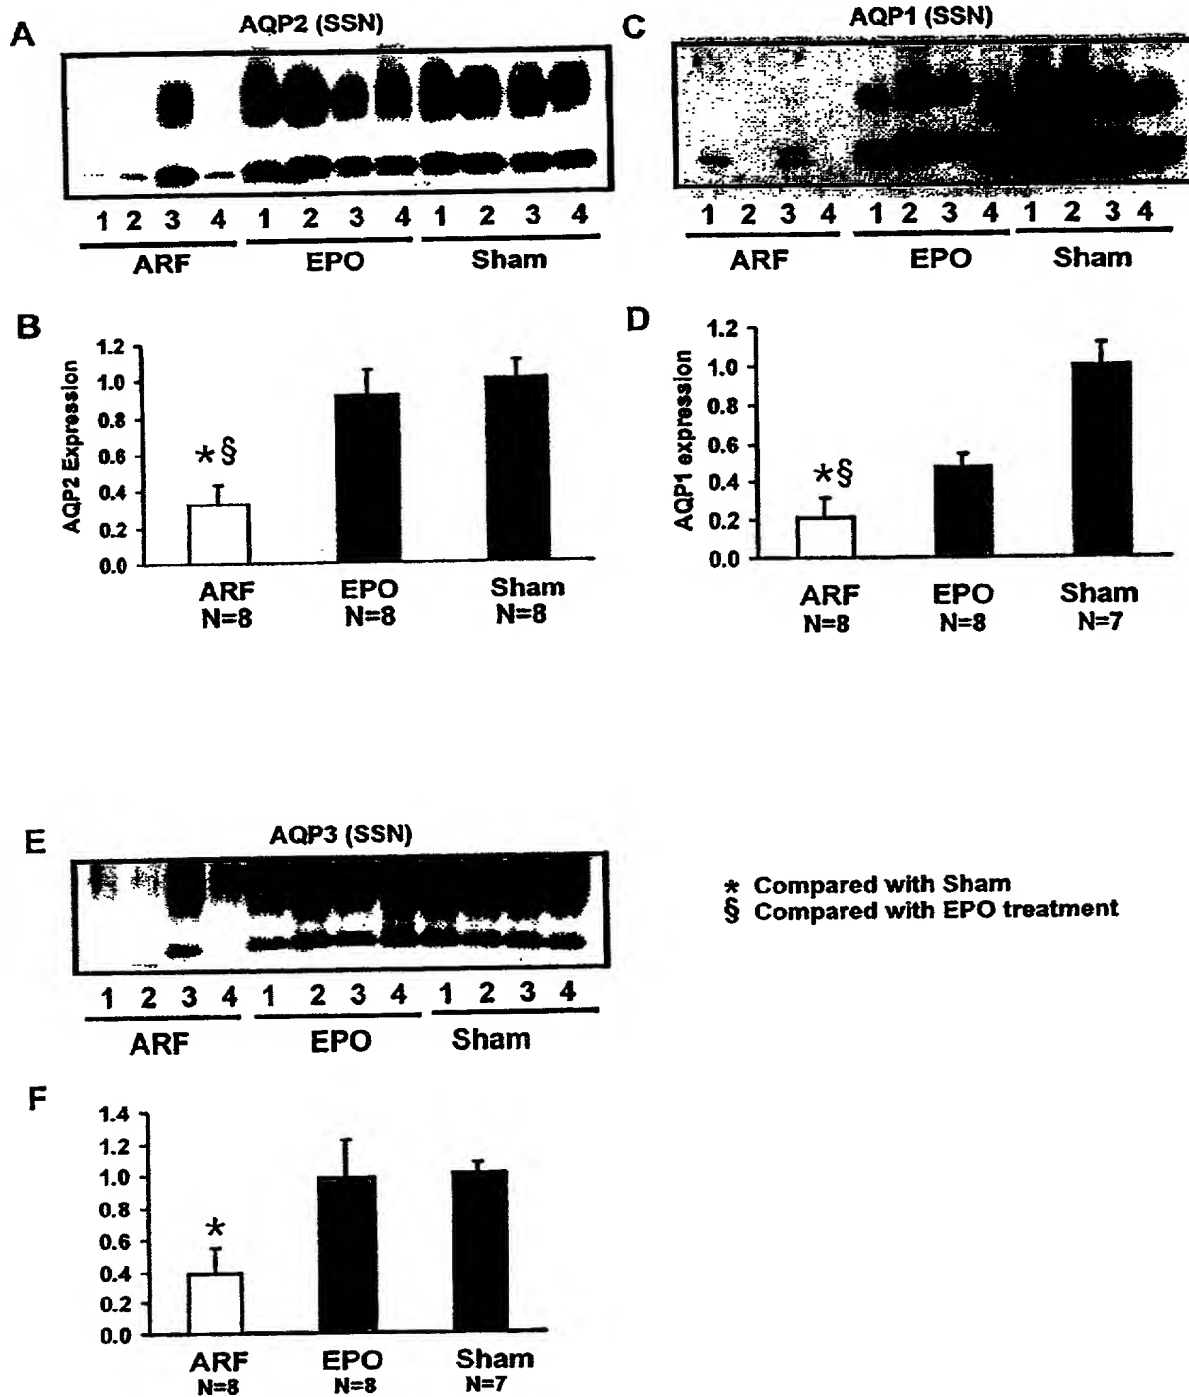 A
AQP2 (SSN)
1 2 3 4 1 2 3 4 1 2 3 4
ARF EPO Sham
B
AQP2 Expression
1.2
1.0
0.8
0.6
0.4
0.2
0.0
*§
ARF EPO Sham
N=8 N=8 N=8
C
AQP1 (SSN)
1 2 3 4 1 2 3 4 1 2 3 4
ARF EPO Sham
D
AQP1 expression
1.2
1.0
0.8
0.6
0.4
0.2
0.0
*§
ARF EPO Sham
N=8 N=8 N=7
E
AQP3 (SSN)
1 2 3 4 1 2 3 4 1 2 3 4
ARF EPO Sham
* Compared with Sham
§ Compared with EPO treatment
F
1.4
1.2
1.0
0.8
0.6
0.4
0.2
0.0
*
ARF EPO Sham
N=8 N=8 N=7